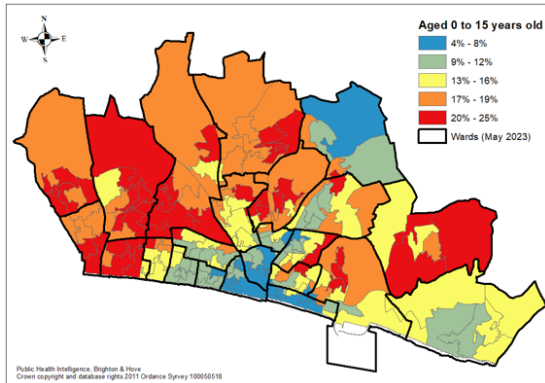 N
W E
S
Aged 0 to 15 years old
4% - 8%
9% - 12%
13% - 16%
17% - 19%
20% - 25%
Wards (May 2023)
Public Health Intelligence, Brighton & Hove
Crown copyright and database rights 2011 Ordance Survey 100050518